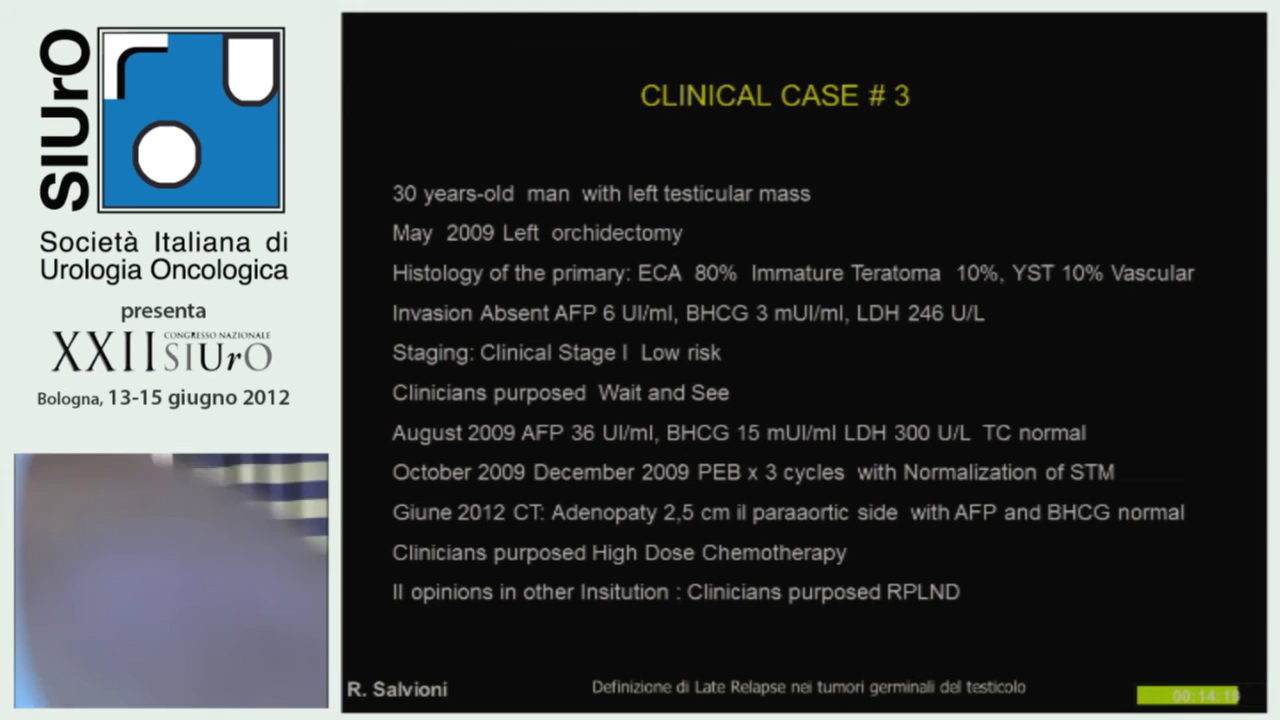 SIUrO
Società Italiana di
Urologia Oncologica
presenta
XXII CONGRESSO NAZIONALE SIUrO
Bologna, 13-15 giugno 2012
CLINICAL CASE # 3
30 years-old man with left testicular mass
May 2009 Left orchidectomy
Histology of the primary: ECA 80% Immature Teratoma 10%, YST 10% Vascular
Invasion Absent AFP 6 UI/ml, BHCG 3 mUI/ml, LDH 246 U/L
Staging: Clinical Stage I Low risk
Clinicians purposed Wait and See
August 2009 AFP 36 UI/ml, BHCG 15 mUI/ml LDH 300 U/L TC normal
October 2009 December 2009 PEB x 3 cycles with Normalization of STM
Giune 2012 CT: Adenopaty 2,5 cm il paraaortic side with AFP and BHCG normal
Clinicians purposed High Dose Chemotherapy
II opinions in other Insitution : Clinicians purposed RPLND
R. Salvioni
Definizione di Late Relapse nei tumori germinali del testicolo